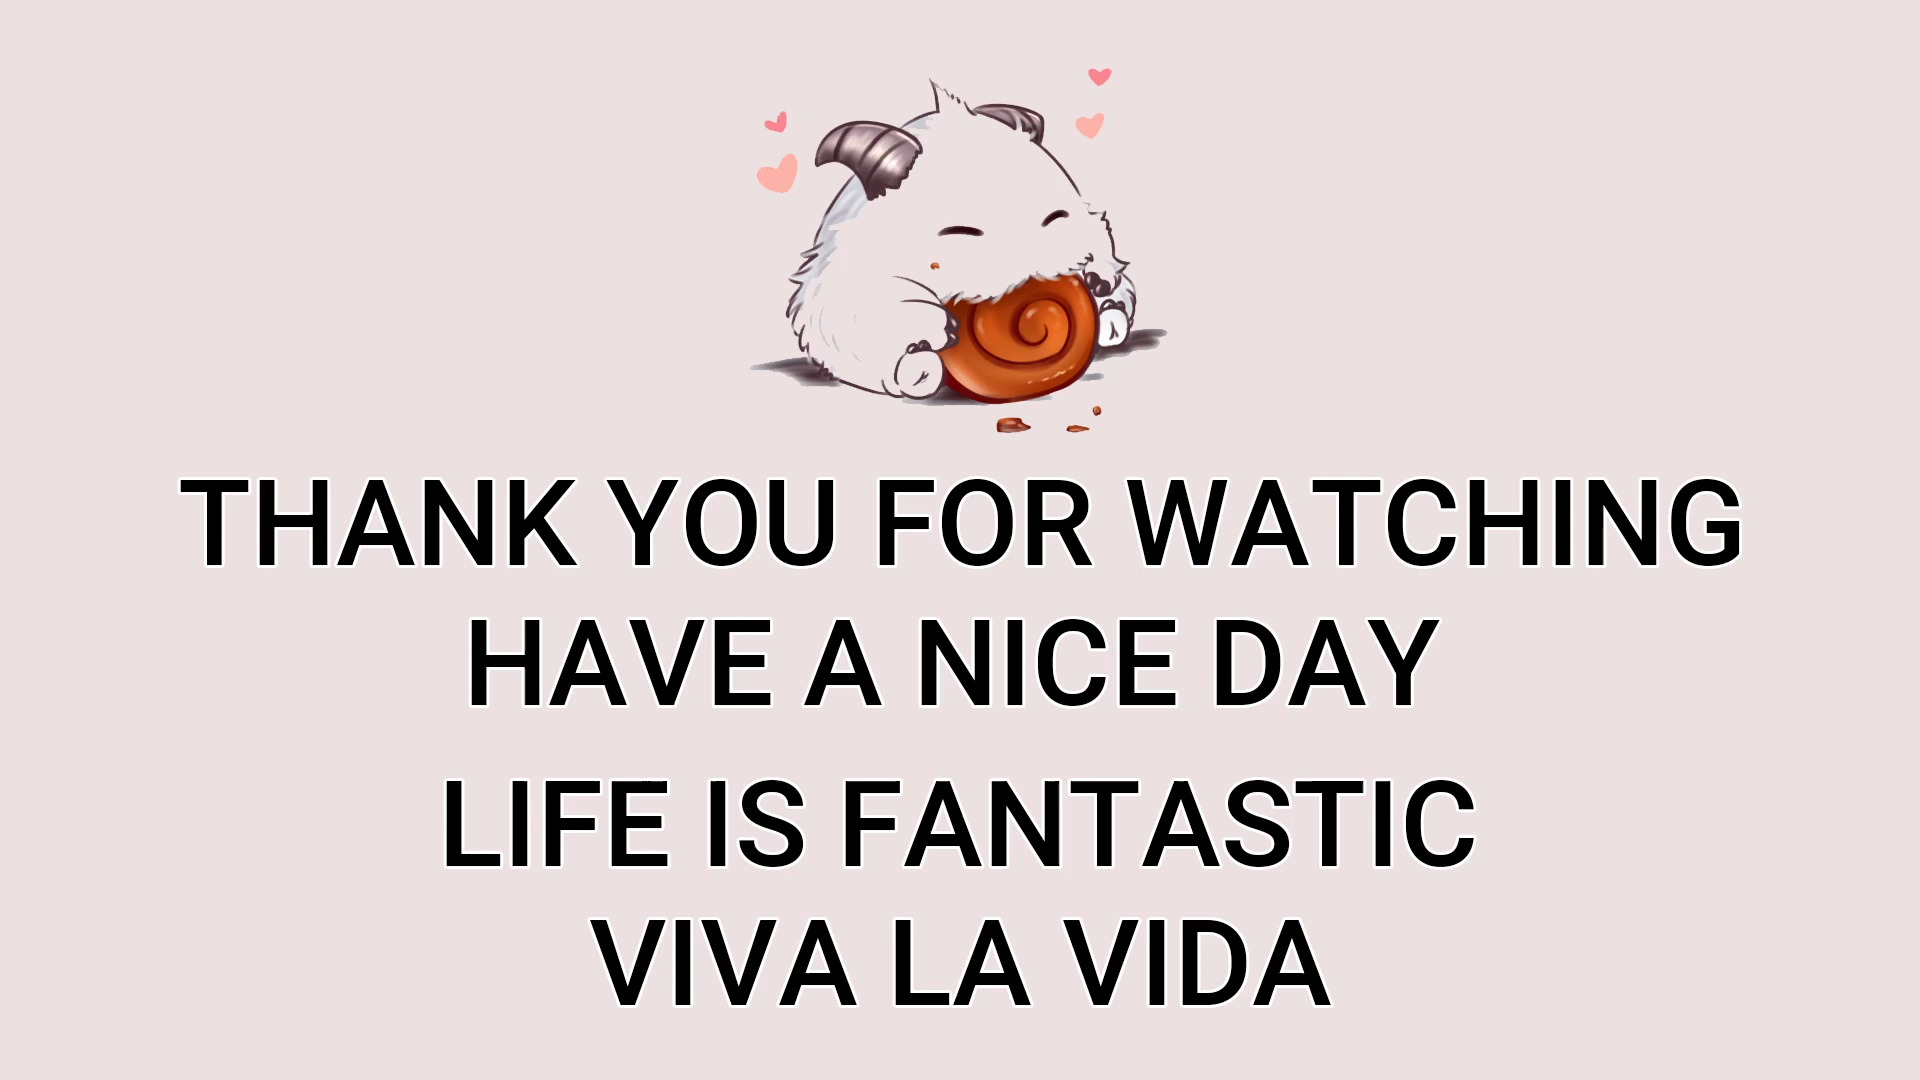 THANK YOU FOR WATCHING
HAVE A NICE DAY
LIFE IS FANTASTIC
VIVA LA VIDA